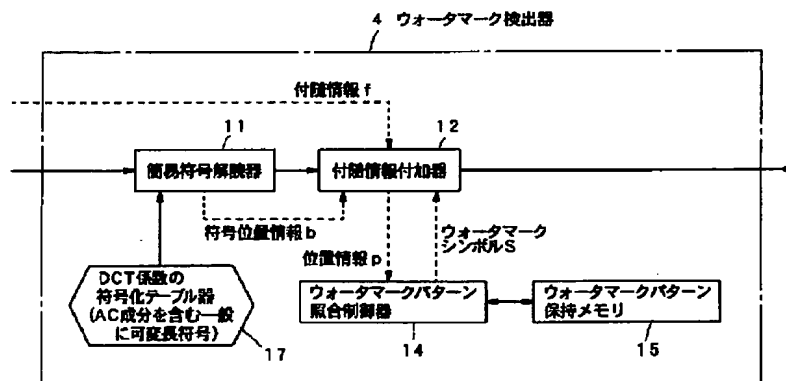 4 ウォータマーク検出器
付随情報f
11
12
簡易符号解読器
付随情報付加器
符号位置情報b
位置情報p
ウォータマーク
シンボルS
DCT係数の
符号化テーブル器
(AC成分を含む一般
に可変長符号)
17
ウォータマークパターン
照合制御器
14
ウォータマークパターン
保持メモリ
15